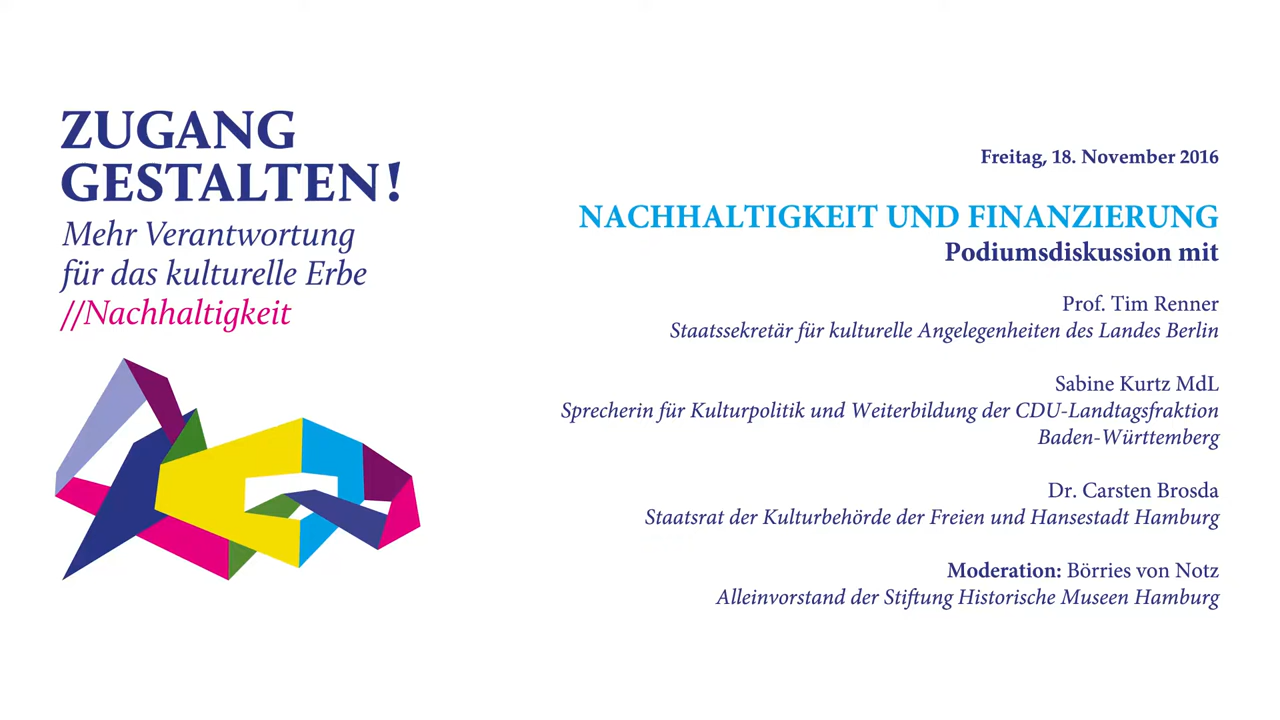 ZUGANG
GESTALTEN!
Mehr Verantwortung
für das kulturelle Erbe
//Nachhaltigkeit
Freitag, 18. November 2016
NACHHALTIGKEIT UND FINANZIERUNG
Podiumsdiskussion mit
Prof. Tim Renner
Staatssekretär für kulturelle Angelegenheiten des Landes Berlin
Sabine Kurtz MdL
Sprecherin für Kulturpolitik und Weiterbildung der CDU-Landtagsfraktion
Baden-Württemberg
Dr. Carsten Brosda
Staatsrat der Kulturbehörde der Freien und Hansestadt Hamburg
Moderation: Börries von Notz
Alleinvorstand der Stiftung Historische Museen Hamburg